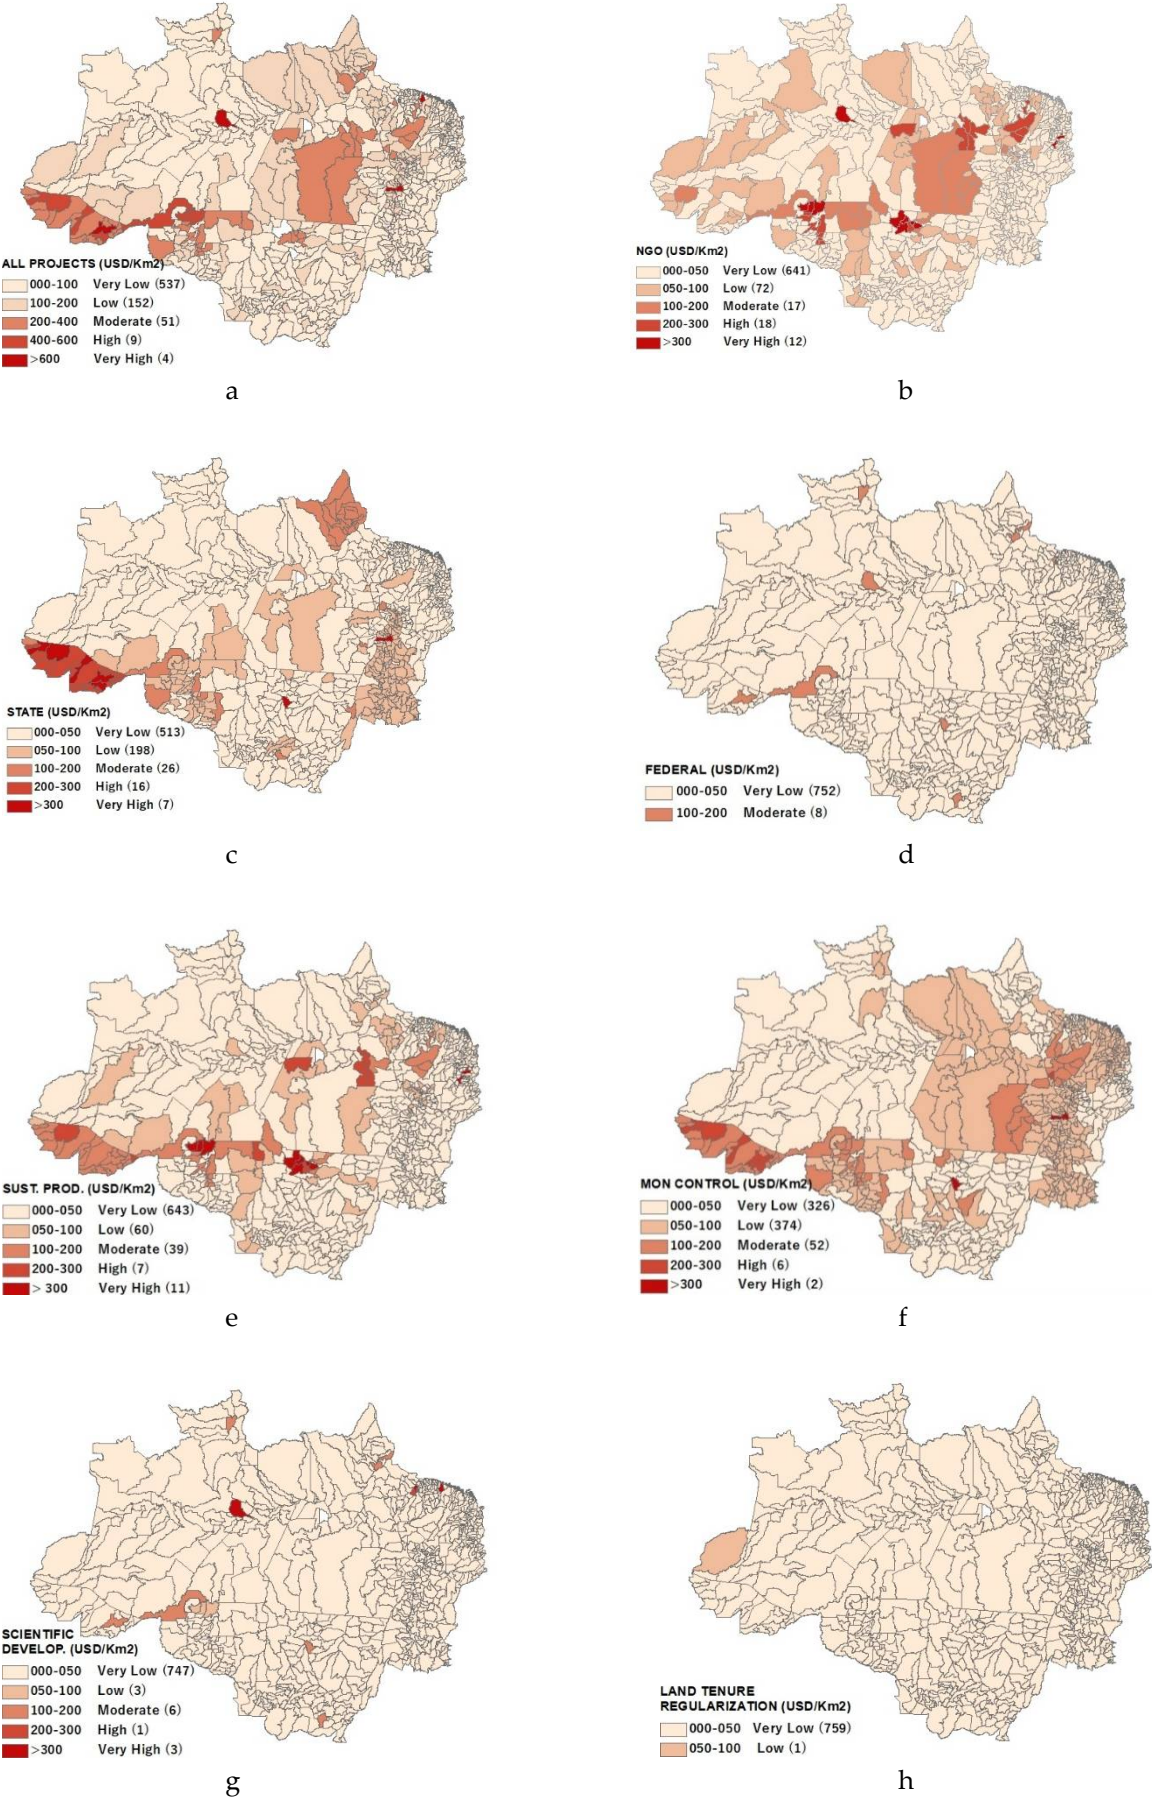 ALL PROJECTS (USD/Km2)
000-100 Very Low (537)
100-200 Low (152)
200-400 Moderate (51)
400-600 High (9)
>600 Very High (4)
a
NGO (USD/Km2)
000-050 Very Low (641)
050-100 Low (72)
100-200 Moderate (17)
200-300 High (18)
>300 Very High (12)
b
STATE (USD/Km2)
000-050 Very Low (513)
050-100 Low (198)
100-200 Moderate (26)
200-300 High (16)
>300 Very High (7)
c
FEDERAL (USD/Km2)
000-050 Very Low (752)
100-200 Moderate (8)
d
SUST. PROD. (USD/Km2)
000-050 Very Low (643)
050-100 Low (60)
100-200 Moderate (39)
200-300 High (7)
> 300 Very High (11)
e
MON CONTROL (USD/Km2)
000-050 Very Low (326)
050-100 Low (374)
100-200 Moderate (52)
200-300 High (6)
>300 Very High (2)
f
SCIENTIFIC
DEVELOP. (USD/Km2)
000-050 Very Low (747)
050-100 Low (3)
100-200 Moderate (6)
200-300 High (1)
>300 Very High (3)
g
LAND TENURE
REGULARIZATION (USD/Km2)
000-050 Very Low (759)
050-100 Low (1)
h